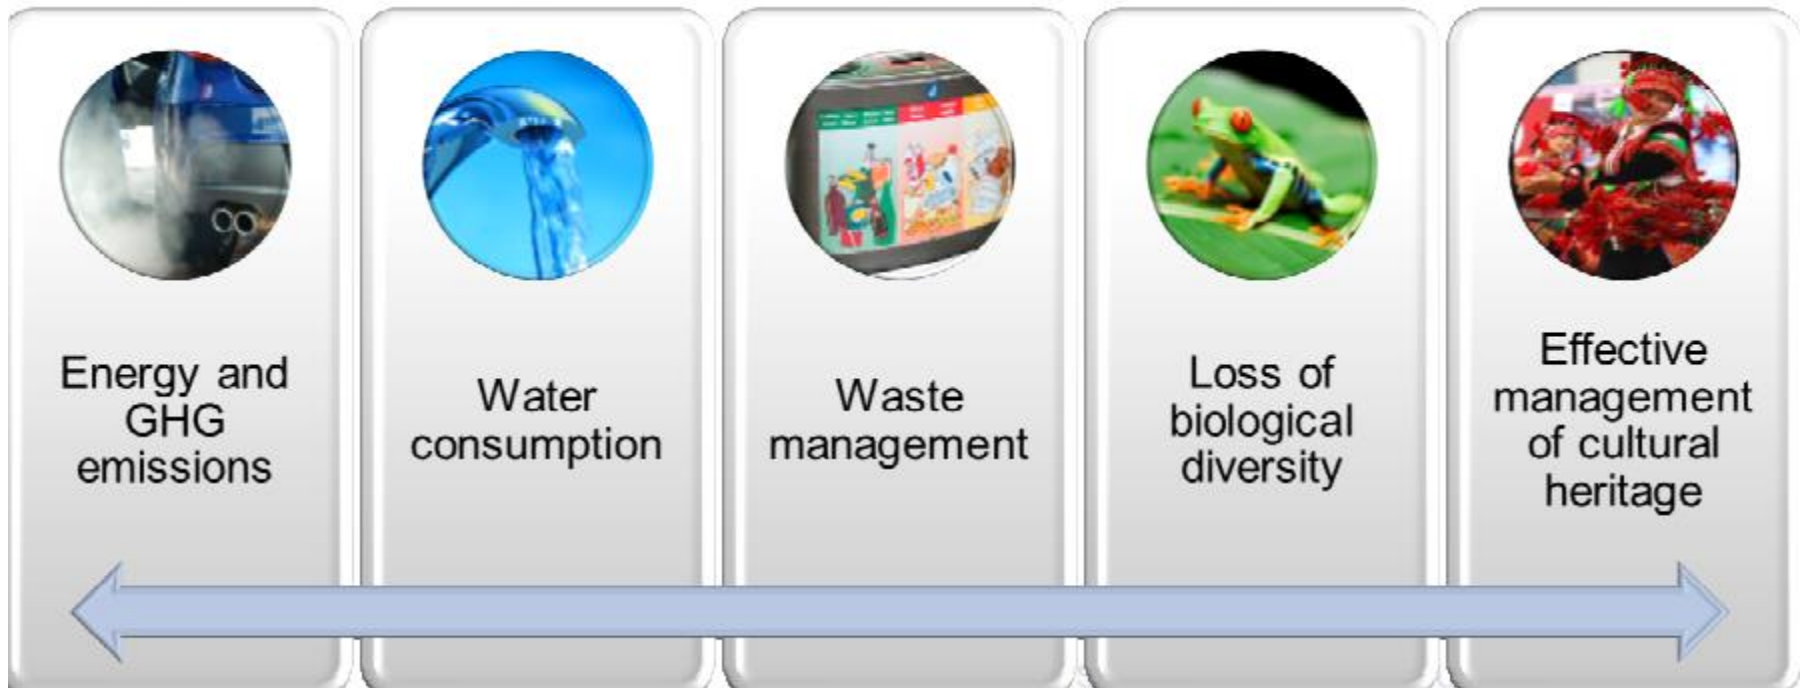 Energy and
GHG
emissions
Water
consumption
Waste
management
Loss of
biological
diversity
Effective
management
of cultural
heritage